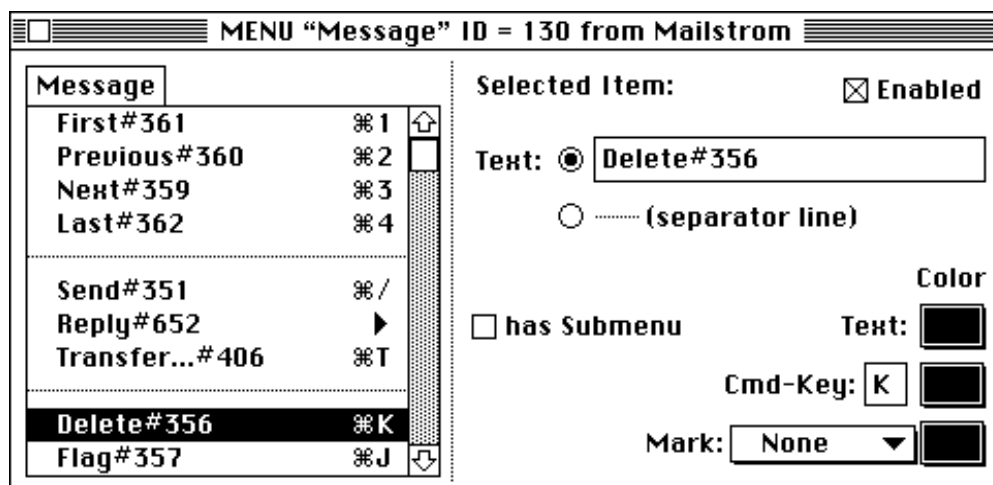 MENU “Message” ID = 130 from Mailstrom
Message
First#361 ⌘1
Previous#360 ⌘2
Next#359 ⌘3
Last#362 ⌘4
Send#351 ⌘/
Reply#652
Transfer...#406 ⌘T
Delete#356 ⌘K
Flag#357 ⌘J
Selected Item:
Enabled
Text: Delete#356
(separator line)
Color
has Submenu
Text:
Cmd-Key: K
Mark: None